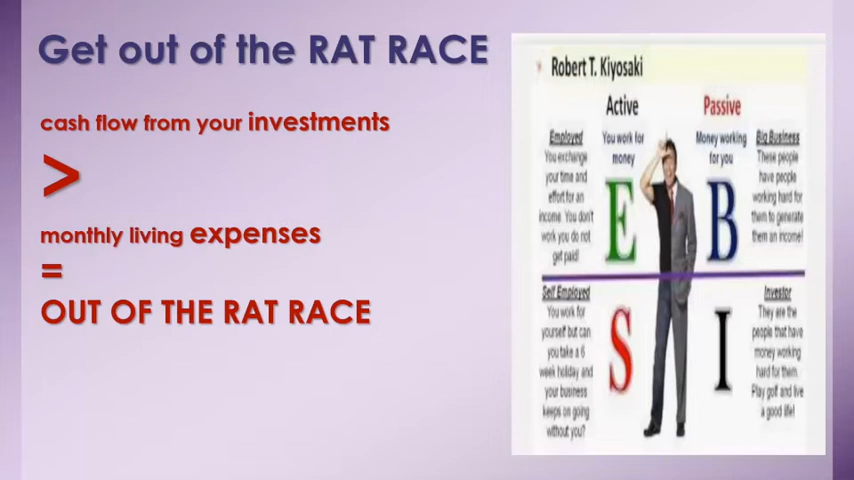 Get out of the RAT RACE
cash flow from your investments
>
monthly living expenses
=
OUT OF THE RAT RACE
Robert T. Kiyosaki
Active
Passive
Employed
You exchange
your time and
effort for an
income. You don't
work you do not
get paid!
You work for
money
E
Money working
for you
B
Big Business
These people
have people
working hard for
them to generate
them an income!
Self Employed
You work for
yourself but can
you take a 6
week holiday and
your business
keeps on going
without you?
S
I
Investor
They are the
people that have
money working
hard for them.
Play golf and live
a good life!